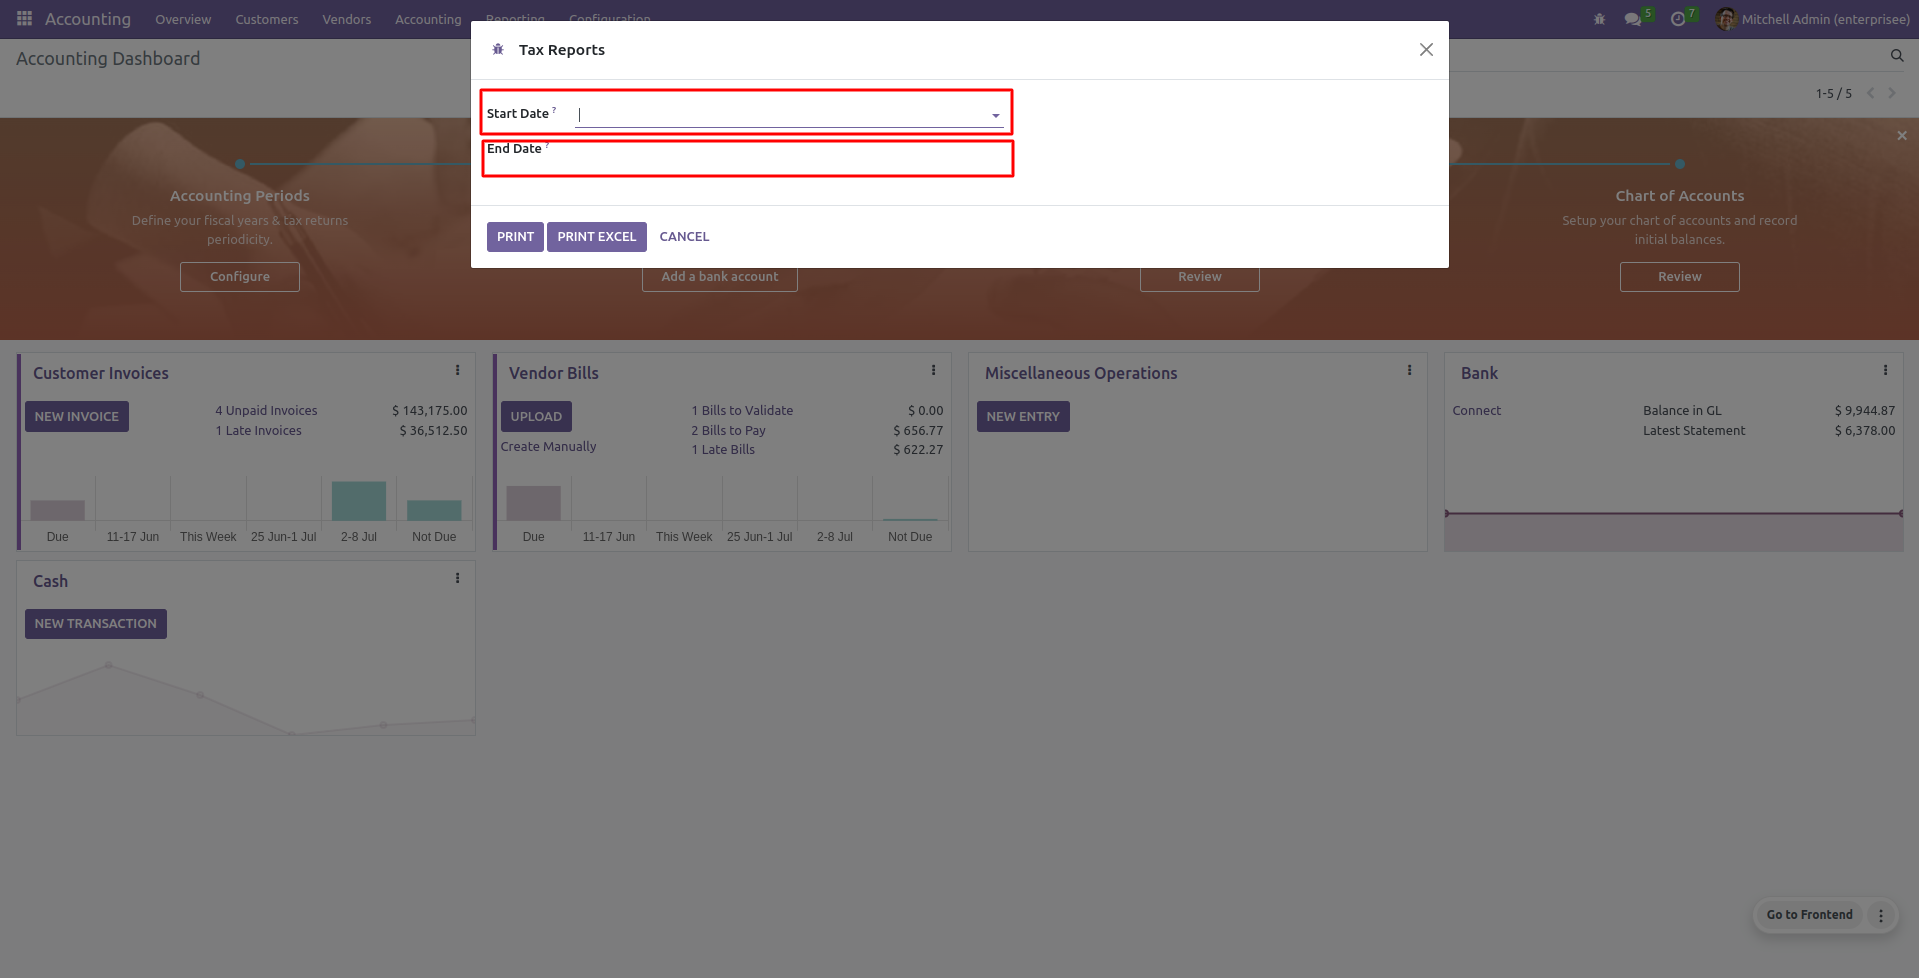 Accounting Overview Customers Vendors Accounting Reporting Configuration 5 7 Mitchell Admin (enterprisee)
Accounting Dashboard
Tax Reports
1-5 / 5
Start Date ?
End Date ?
PRINT PRINT EXCEL CANCEL
Accounting Periods
Define your fiscal years & tax returns
periodicity.
Configure
Add a bank account
Review
Chart of Accounts
Setup your chart of accounts and record
initial balances.
Review
Customer Invoices
NEW INVOICE
4 Unpaid Invoices $ 143,175.00
1 Late Invoices $ 36,512.50
Due 11-17 Jun This Week 25 Jun-1 Jul 2-8 Jul Not Due
Vendor Bills
UPLOAD
Create Manually
1 Bills to Validate $ 0.00
2 Bills to Pay $ 656.77
1 Late Bills $ 622.27
Due 11-17 Jun This Week 25 Jun-1 Jul 2-8 Jul Not Due
Miscellaneous Operations
NEW ENTRY
Bank
Connect
Balance in GL $ 9,944.87
Latest Statement $ 6,378.00
Cash
NEW TRANSACTION
Go to Frontend